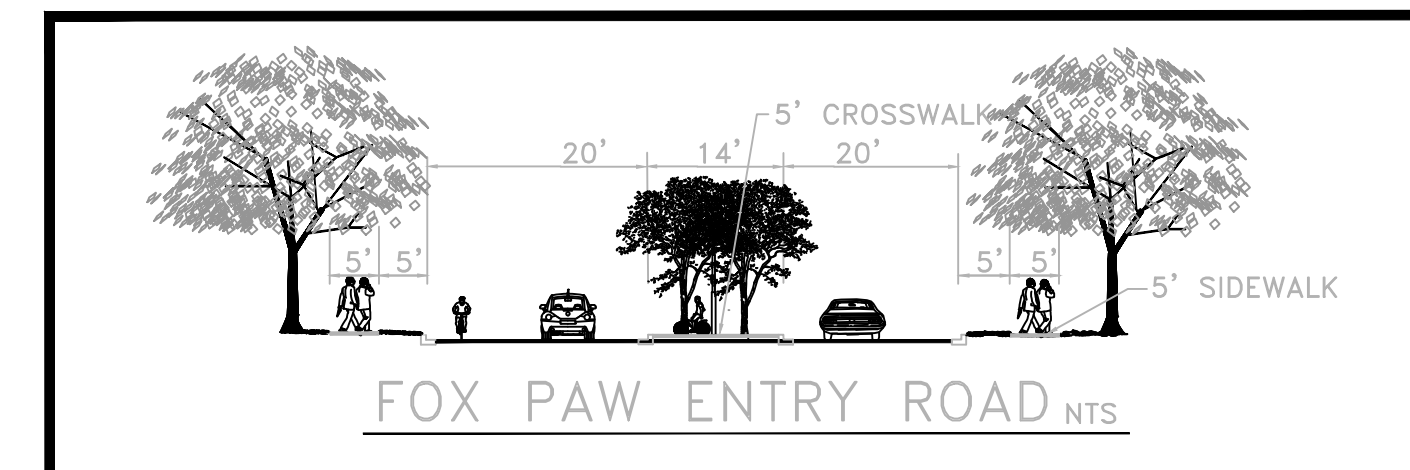 5' CROSSWALK
20' 14' 20'
5' 5' 5' 5'
5' SIDEWALK
FOX PAW ENTRY ROAD NTS